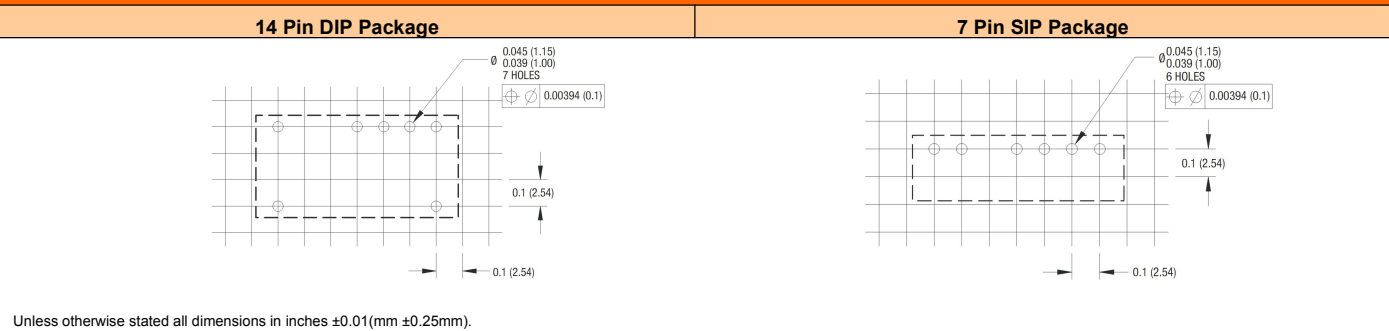 14 Pin DIP Package
7 Pin SIP Package
Ø 0.045 (1.15)
0.039 (1.00)
7 HOLES
⌖ ∅ 0.00394 (0.1)
0.1 (2.54)
0.1 (2.54)
Ø 0.045 (1.15)
0.039 (1.00)
6 HOLES
⌖ ∅ 0.00394 (0.1)
0.1 (2.54)
0.1 (2.54)
Unless otherwise stated all dimensions in inches ±0.01(mm ±0.25mm).